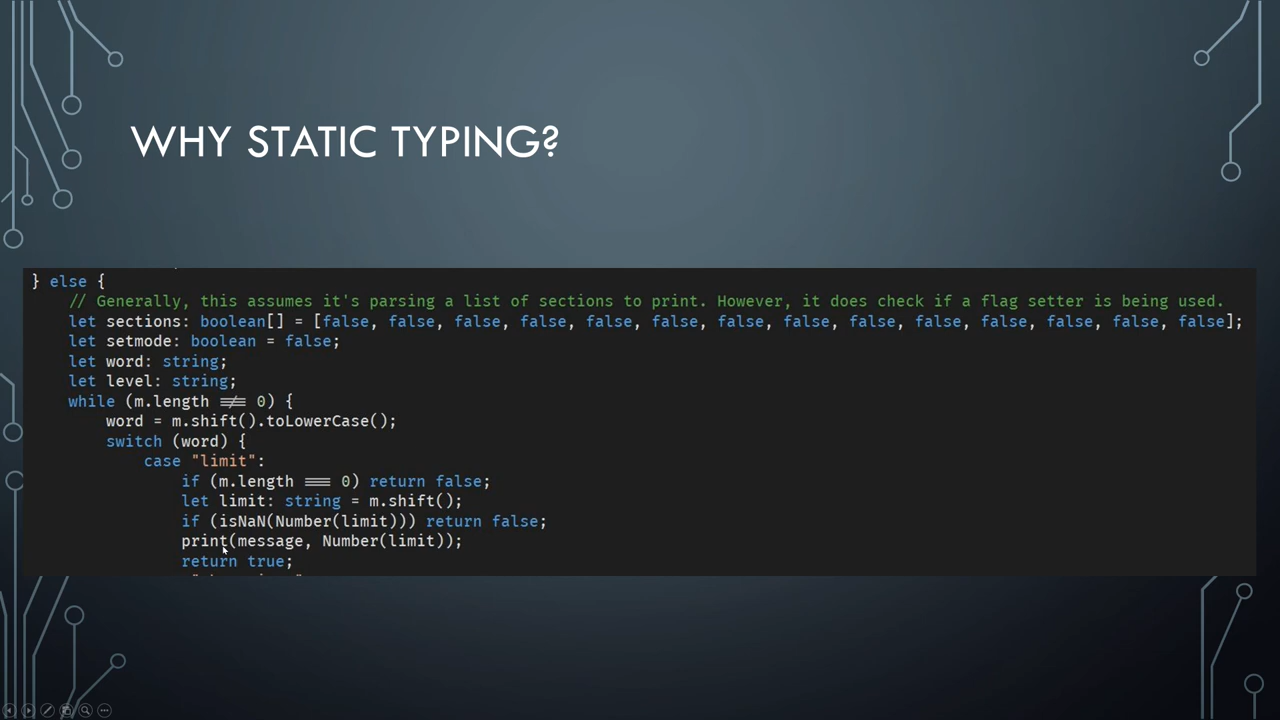 WHY STATIC TYPING?
} else {
// Generally, this assumes it's parsing a list of sections to print. However, it does check if a flag setter is being used.
let sections: boolean[] = [false, false, false, false, false, false, false, false, false, false, false, false, false, false];
let setmode: boolean = false;
let word: string;
let level: string;
while (m.length !== 0) {
word = m.shift().toLowerCase();
switch (word) {
case "limit":
if (m.length === 0) return false;
let limit: string = m.shift();
if (isNaN(Number(limit))) return false;
print(message, Number(limit));
return true;